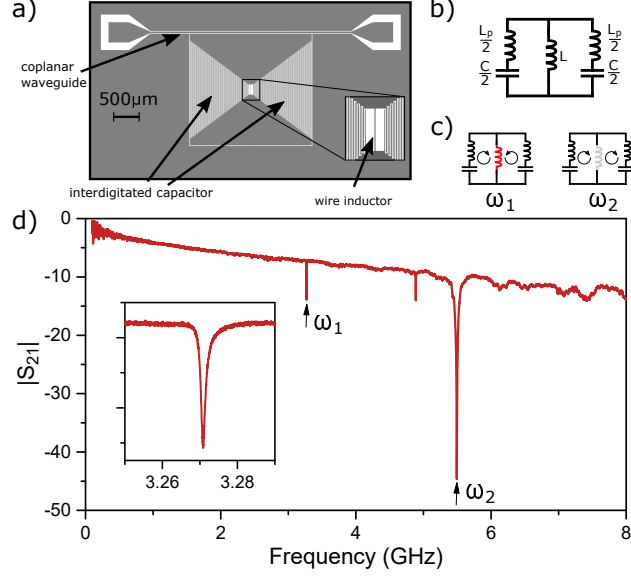 a)
coplanar
waveguide
500μm
interdigitated capacitor
wire inductor
b)
Lp
2
C
2
L
Lp
2
C
2
c)
ω1
ω2
d)
0
-10
-20
-30
-40
-50
|S21|
ω1
ω2
3.26 3.28
0 2 4 6 8
Frequency (GHz)